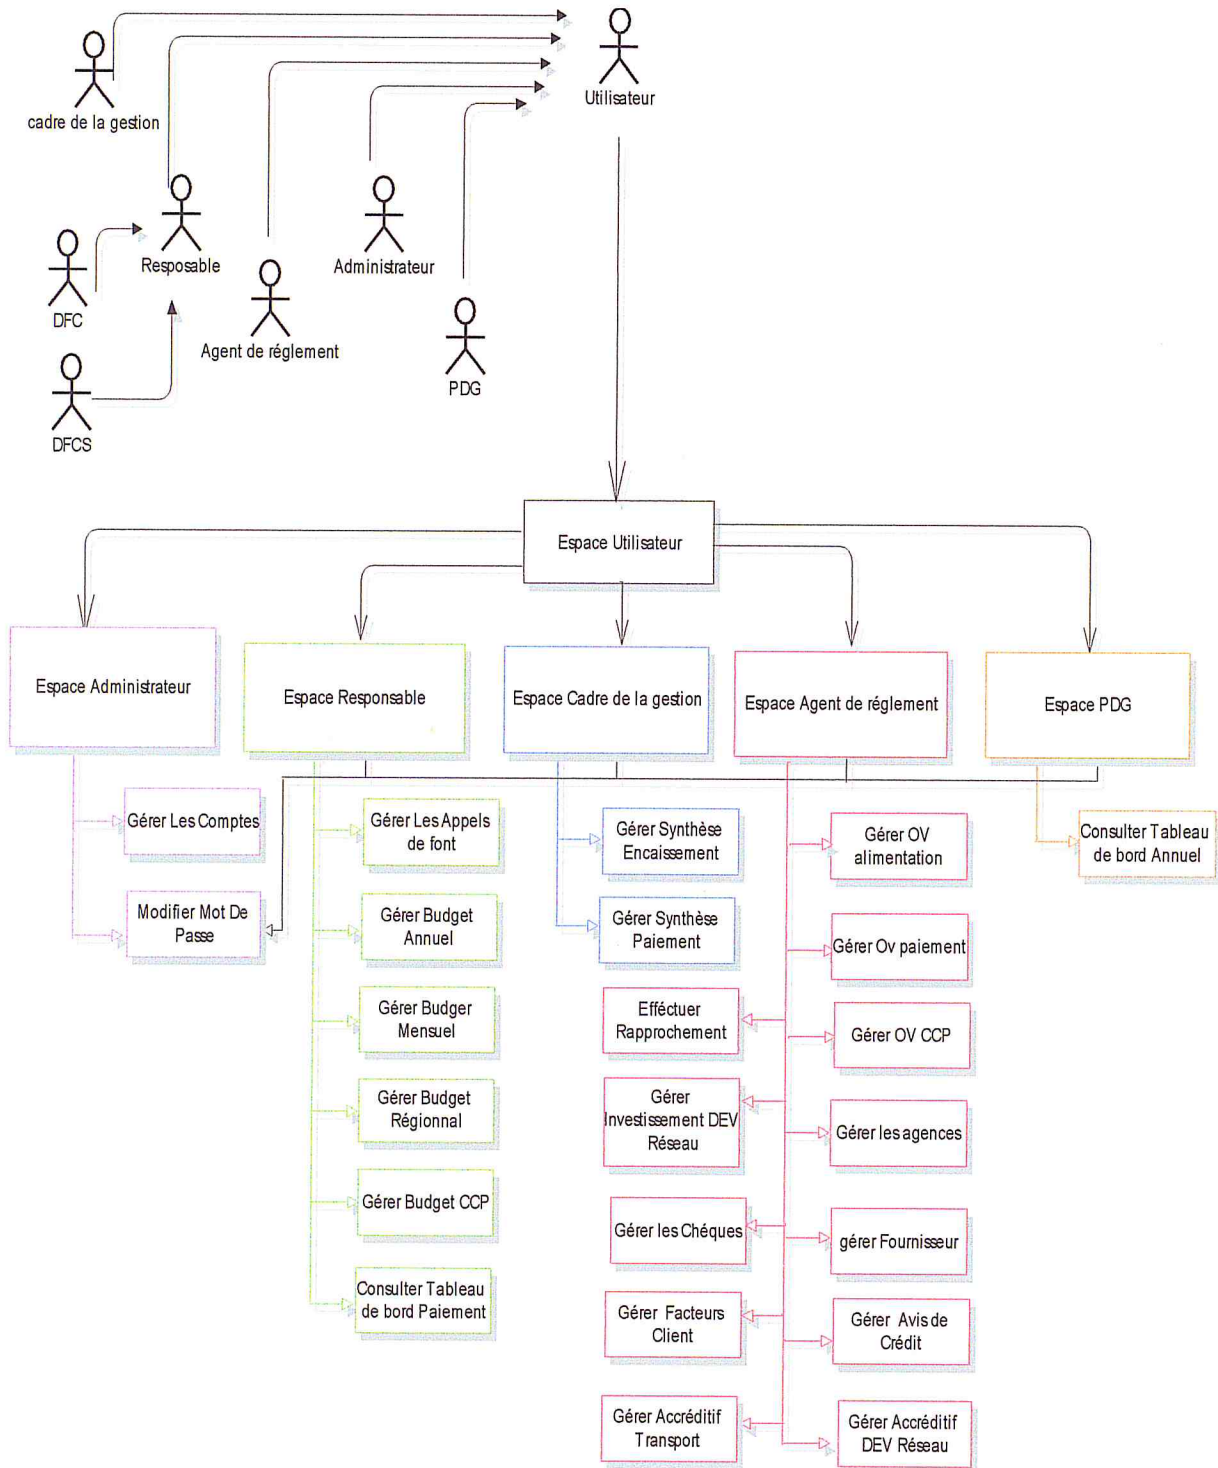 Utilisateur
cadre de la gestion
Resposable
Administrateur
DFC
Agent de réglement
PDG
DFCS
Espace Utilisateur
Espace Administrateur
Espace Responsable
Espace Cadre de la gestion
Espace Agent de réglement
Espace PDG
Gérer Les Comptes
Modifier Mot De
Passe
Gérer Les Appels
de font
Gérer Budget
Annuel
Gérer Budger
Mensuel
Gérer Budget
Régionnal
Gérer Budget CCP
Consulter Tableau
de bord Paiement
Gérer Synthèse
Encaissement
Gérer Synthèse
Paiement
Efféctuer
Rapprochement
Gérer
Investissement DEV
Réseau
Gérer les Chéques
Gérer Facteurs
Client
Gérer Accréditif
Transport
Gérer OV
alimentation
Gérer Ov paiement
Gérer OV CCP
Gérer les agences
gérer Fournisseur
Gérer Avis de
Crédit
Gérer Accréditif
DEV Réseau
Consulter Tableau
de bord Annuel